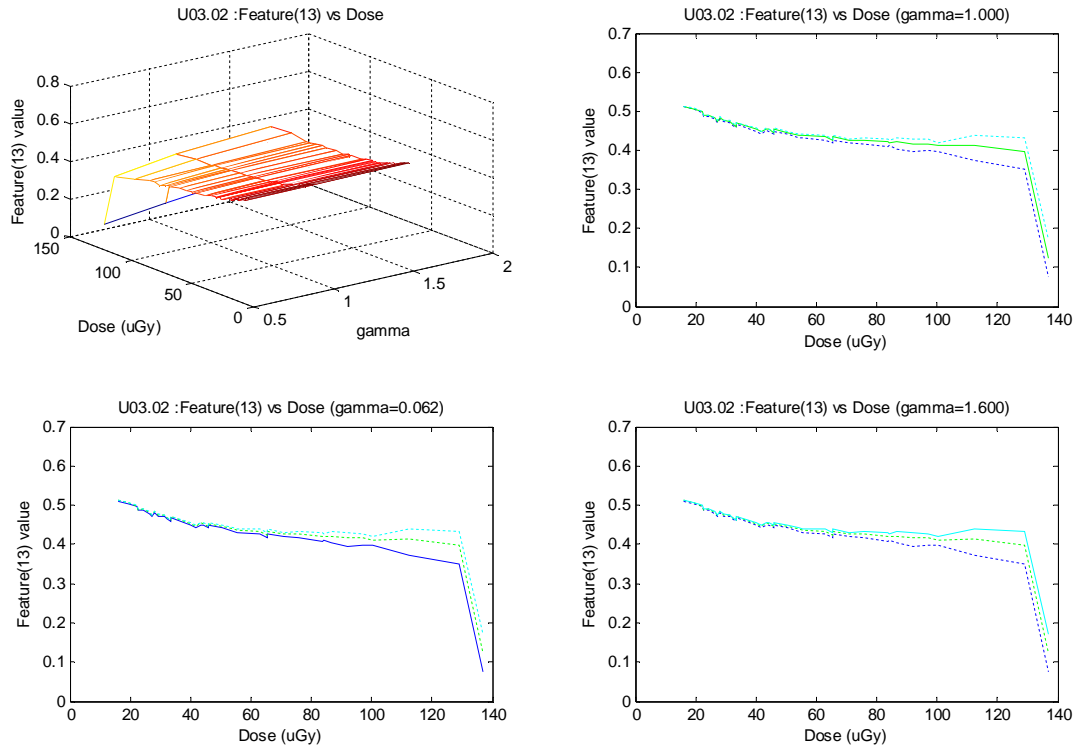 U03.02 :Feature(13) vs Dose
0.8
0.6
0.4
0.2
0
150
100
50
0
0.5
1
1.5
2
Feature(13) value
Dose (uGy)
gamma
U03.02 :Feature(13) vs Dose (gamma=1.000)
0.7
0.6
0.5
0.4
0.3
0.2
0.1
0
0 20 40 60 80 100 120 140
Feature(13) value
Dose (uGy)
U03.02 :Feature(13) vs Dose (gamma=0.062)
0.7
0.6
0.5
0.4
0.3
0.2
0.1
0
0 20 40 60 80 100 120 140
Feature(13) value
Dose (uGy)
U03.02 :Feature(13) vs Dose (gamma=1.600)
0.7
0.6
0.5
0.4
0.3
0.2
0.1
0
0 20 40 60 80 100 120 140
Feature(13) value
Dose (uGy)